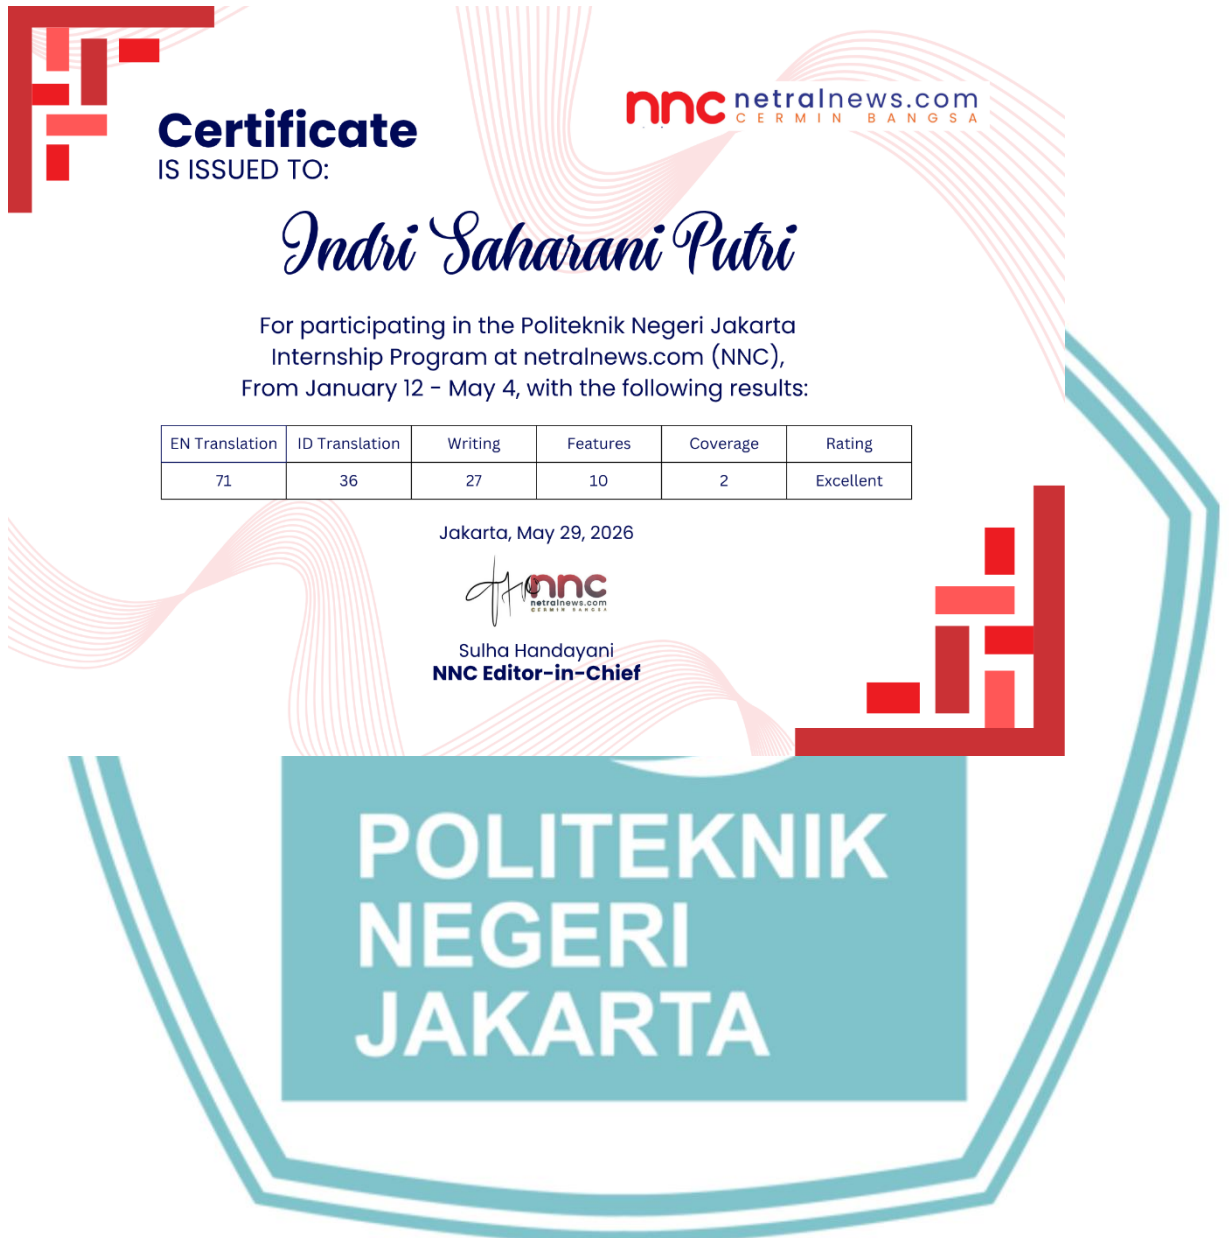 nnc netralnews.com
CERMIN BANGSA
Certificate
IS ISSUED TO:
Indri Saharani Putri
For participating in the Politeknik Negeri Jakarta
Internship Program at netralnews.com (NNC),
From January 12 - May 4, with the following results:
EN Translation ID Translation Writing Features Coverage Rating
71 36 27 10 2 Excellent
Jakarta, May 29, 2026
nnc
netralnews.com
CERMIN BANGSA
Sulha Handayani
NNC Editor-in-Chief
POLITEKNIK
NEGERI
JAKARTA